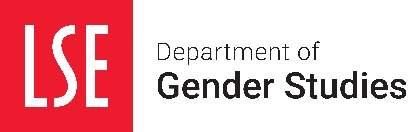 LSE
Department of
Gender Studies